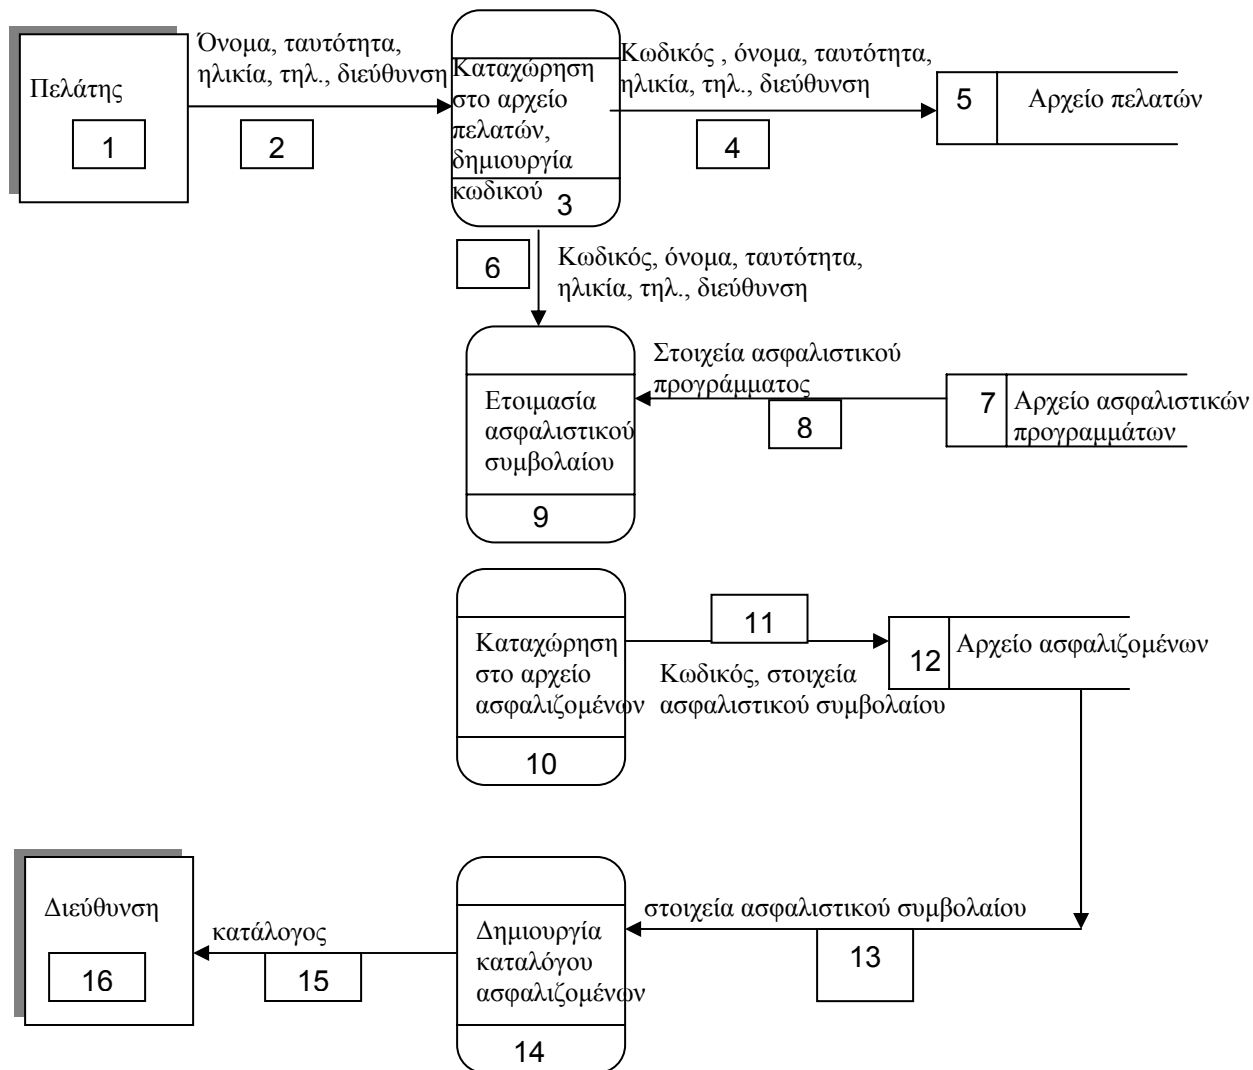 Πελάτης
1
Όνομα, ταυτότητα,
ηλικία, τηλ., διεύθυνση
2
Καταχώρηση
στο αρχείο
πελατών,
δημιουργία
κωδικού
3
Κωδικός , όνομα, ταυτότητα,
ηλικία, τηλ., διεύθυνση
4
5
Αρχείο πελατών
6
Κωδικός, όνομα, ταυτότητα,
ηλικία, τηλ., διεύθυνση
Ετοιμασία
ασφαλιστικού
συμβολαίου
9
Στοιχεία ασφαλιστικού
προγράμματος
8
7
Αρχείο ασφαλιστικών
προγραμμάτων
Καταχώρηση
στο αρχείο
ασφαλιζομένων
10
11
Κωδικός, στοιχεία
ασφαλιστικού συμβολαίου
12
Αρχείο ασφαλιζομένων
Διεύθυνση
16
κατάλογος
15
Δημιουργία
καταλόγου
ασφαλιζομένων
14
στοιχεία ασφαλιστικού συμβολαίου
13